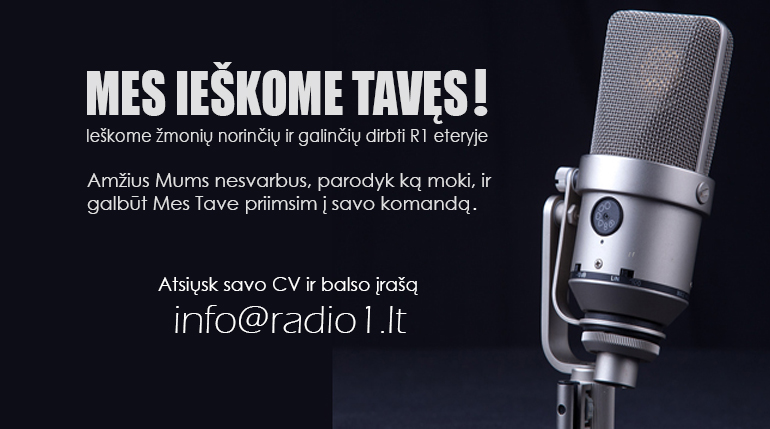 MES IEŠKOME TAVĘS!
Ieškome žmonių norinčių ir galinčių dirbti R1 eteryje
Amžius Mums nesvarbus, parodyk ką moki, ir
galbūt Mes Tave priimsim į savo komandą.
Atsiųsk savo CV ir balso įrašą
info@radio1.lt